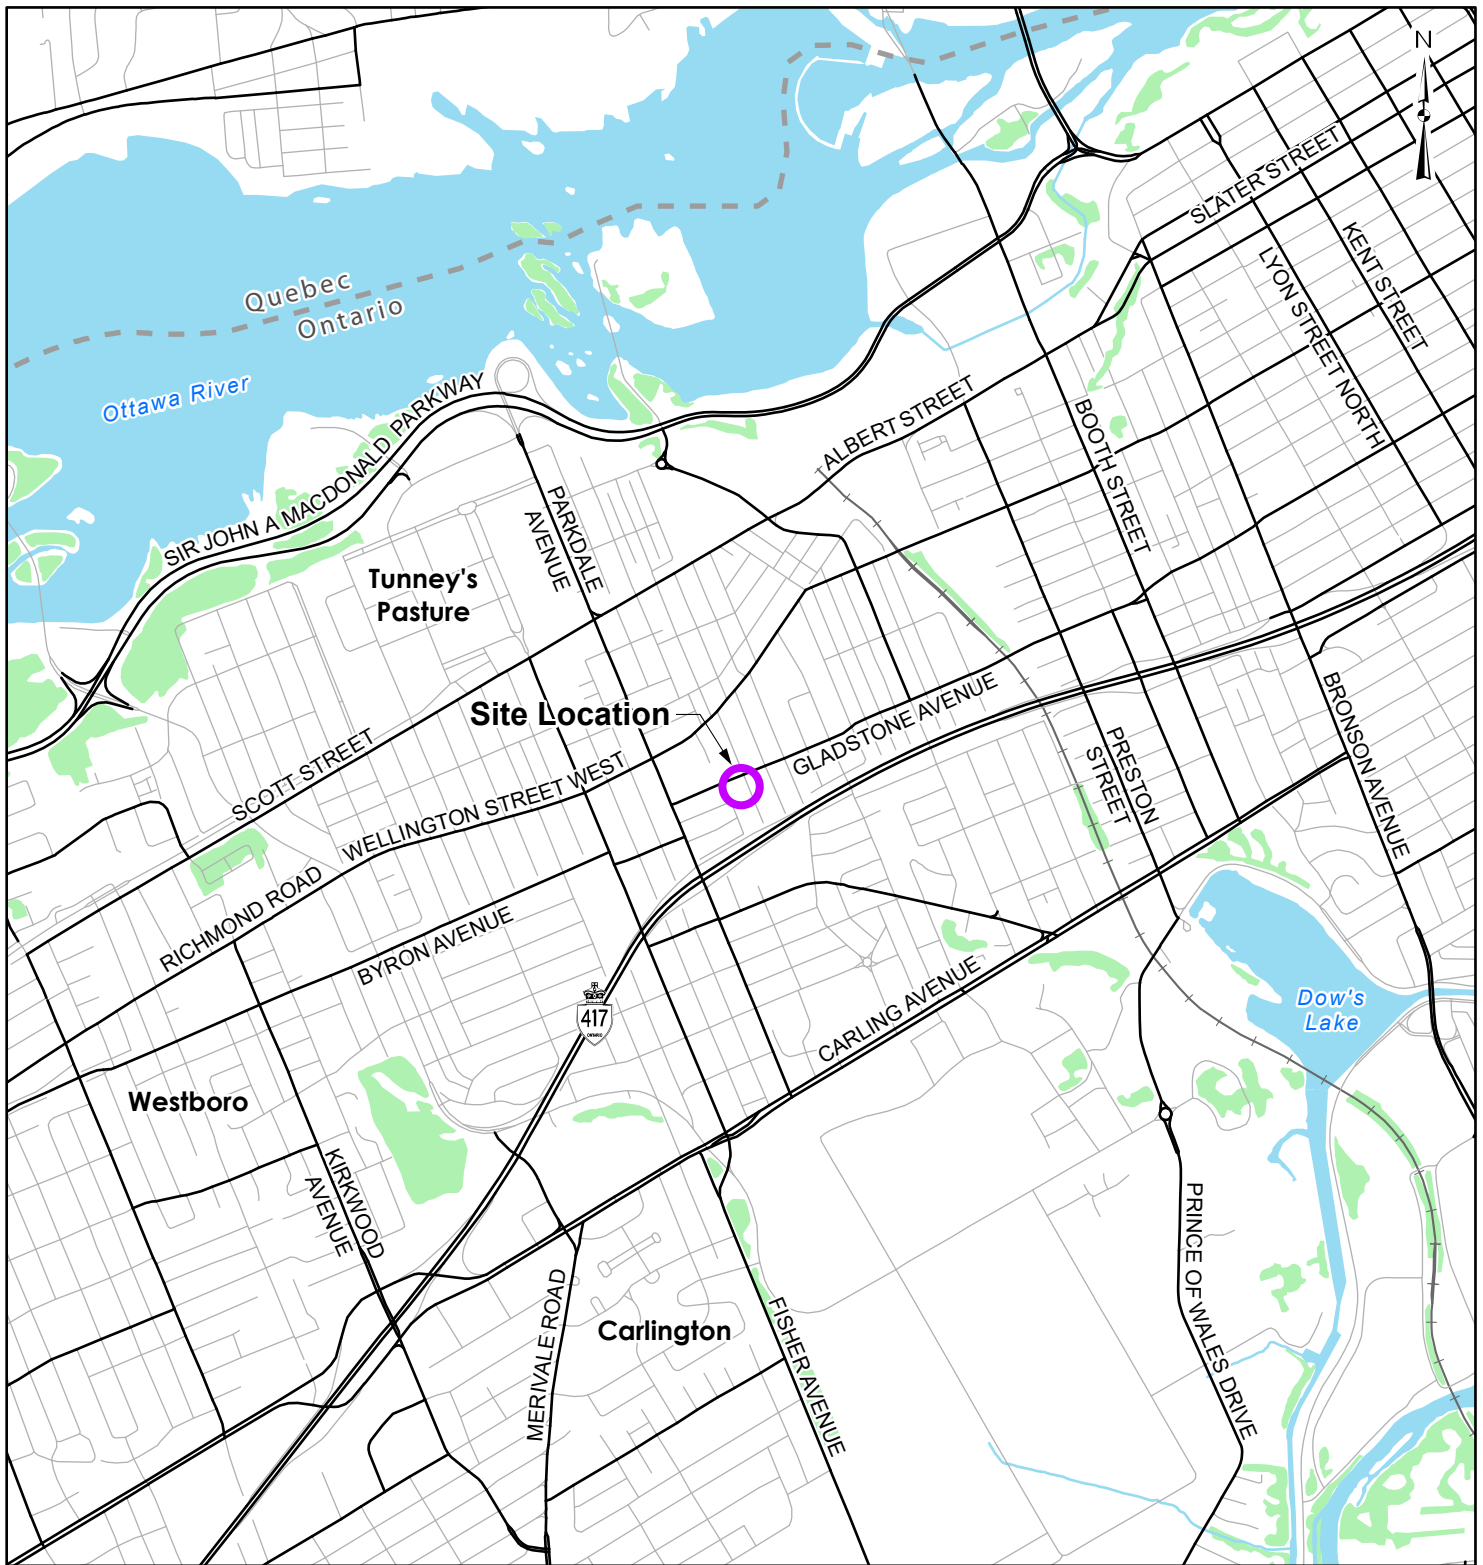 N
SLATER STREET
KENT STREET
LYON STREET NORTH
Quebec
Ontario
Ottawa River
SIR JOHN A MACDONALD PARKWAY
ALBERT STREET
BOOTH STREET
PARKDALE
AVENUE
Tunney's
Pasture
Site Location
GLADSTONE AVENUE
BRONSON AVENUE
PRESTON
STREET
SCOTT STREET
WELLINGTON STREET WEST
RICHMOND ROAD
BYRON AVENUE
417
ONTARIO
CARLING AVENUE
Dow's
Lake
Westboro
KIRKWOOD
AVENUE
MERIVALE ROAD
Carlington
FISHER AVENUE
PRINCE OF WALES DRIVE